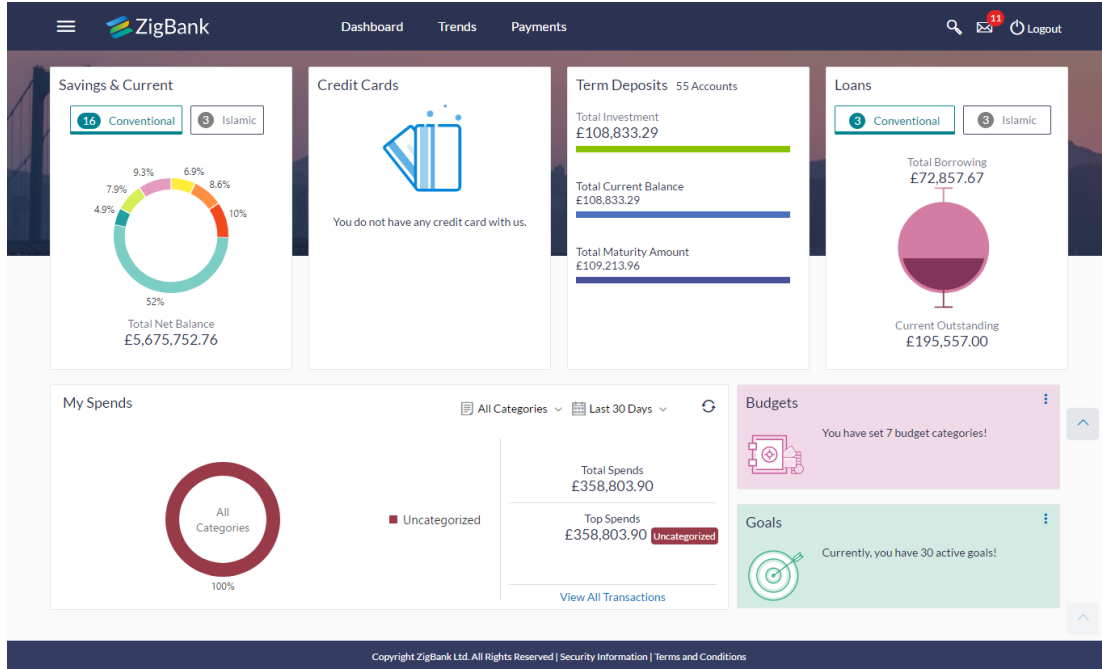 ZigBank
Dashboard
Trends
Payments
11
Logout
Savings & Current
16 Conventional
3 Islamic
9.3%
6.9%
8.6%
7.9%
4.9%
10%
52%
Total Net Balance
£5,675,752.76
Credit Cards
You do not have any credit card with us.
Term Deposits 55 Accounts
Total Investment
£108,833.29
Total Current Balance
£108,833.29
Total Maturity Amount
£109,213.96
Loans
3 Conventional
3 Islamic
Total Borrowing
£72,857.67
Current Outstanding
£195,557.00
My Spends
All Categories
Last 30 Days
All
Categories
100%
Uncategorized
Total Spends
£358,803.90
Top Spends
£358,803.90 Uncategorized
View All Transactions
Budgets
You have set 7 budget categories!
Goals
Currently, you have 30 active goals!
Copyright ZigBank Ltd. All Rights Reserved | Security Information | Terms and Conditions